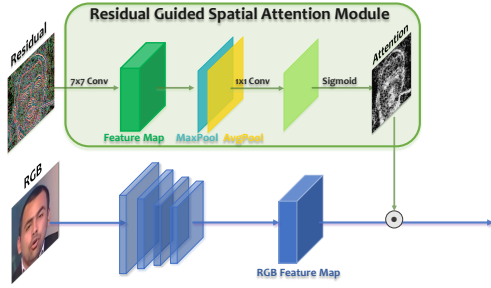 Residual Guided Spatial Attention Module
Residual
7x7 Conv
1x1 Conv
Sigmoid
Attention
Feature Map
MaxPool
AvgPool
RGB
RGB Feature Map